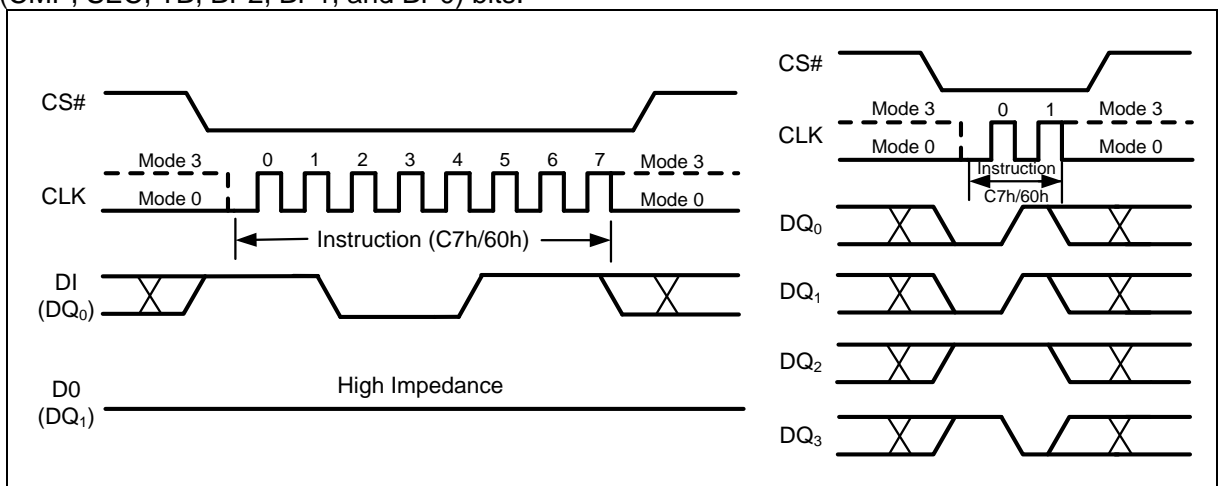 (CMP, SEC, TB, BP2, BP1, and BP0) bits.
CS#
Mode 3 0 1 2 3 4 5 6 7 Mode 3
CLK
Mode 0 Mode 0
Instruction (C7h/60h)
DI
(DQ0)
D0
(DQ1)
High Impedance
CS#
Mode 3 0 1 Mode 3
CLK
Mode 0 Mode 0
Instruction
C7h/60h
DQ0
DQ1
DQ2
DQ3